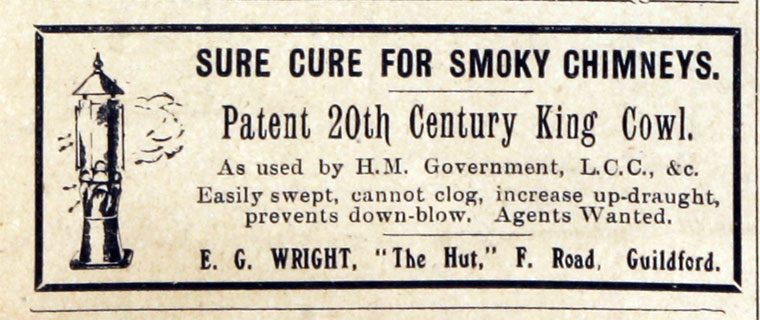 SURE CURE FOR SMOKY CHIMNEYS.
Patent 20th Century King Cowl.
As used by H.M. Government, L.C.C., &c.
Easily swept, cannot clog, increase up-draught,
prevents down-blow. Agents Wanted.
E. G. WRIGHT, "The Hut," F. Road, Guildford.